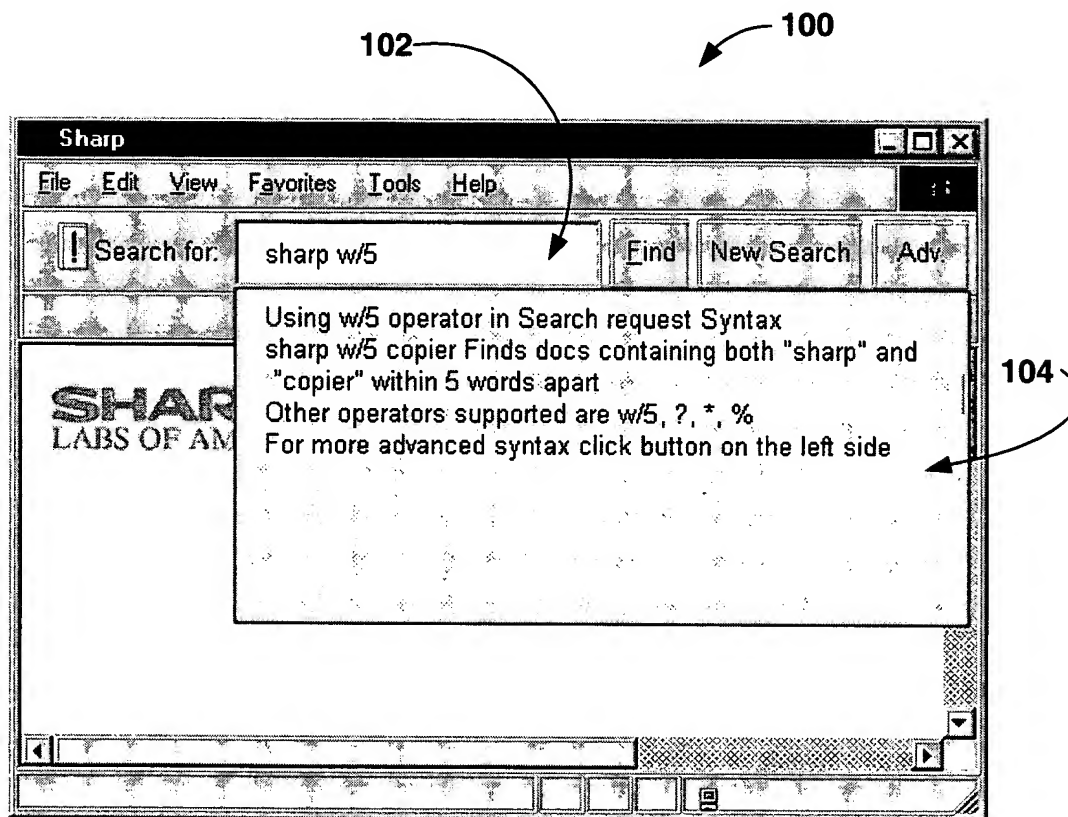 100
102
Sharp
File Edit View Favorites Tools Help
! Search for: sharp w/5 Find New Search Adv.
Using w/5 operator in Search request Syntax
sharp w/5 copier Finds docs containing both "sharp" and
"copier" within 5 words apart
Other operators supported are w/5, ?, *, %
For more advanced syntax click button on the left side
104
SHAR
LABS OF AM